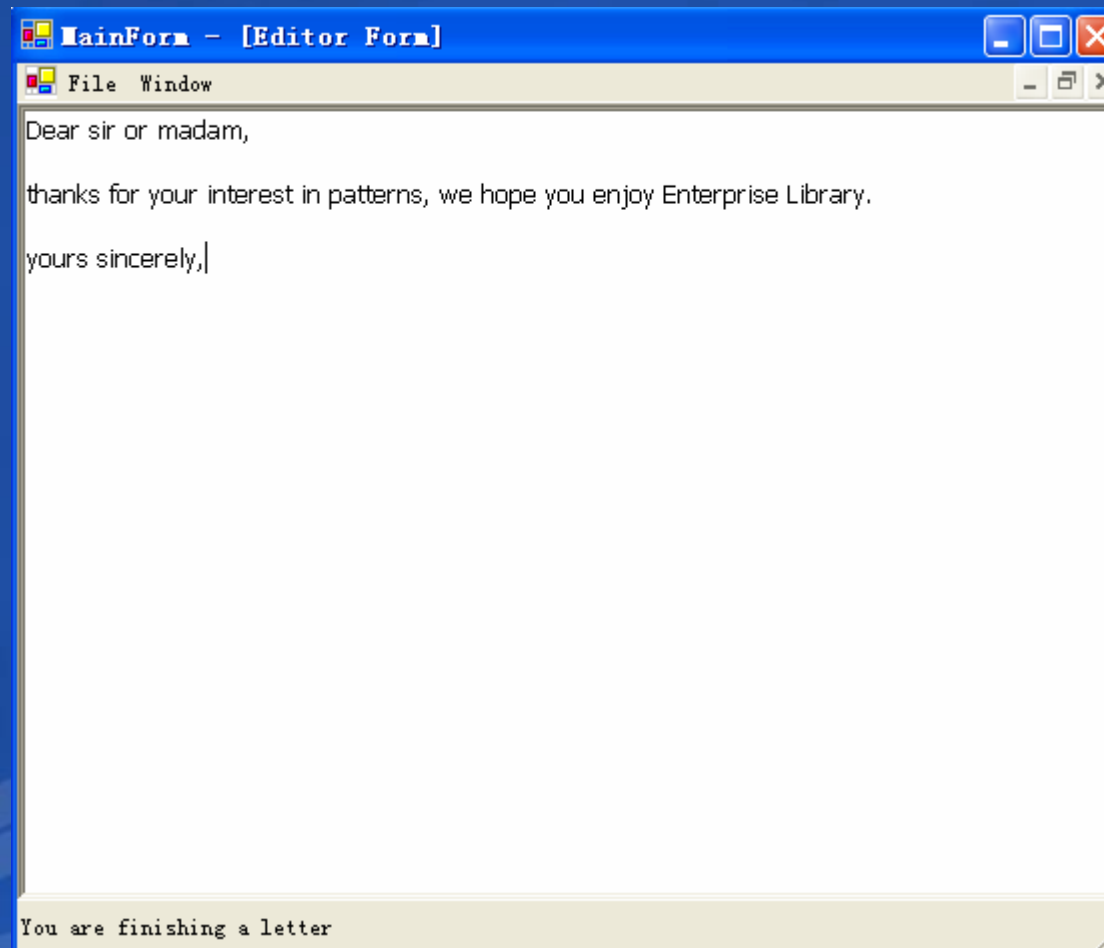 MainForm - [Editor Form]
File Window
Dear sir or madam,
thanks for your interest in patterns, we hope you enjoy Enterprise Library.
yours sincerely,
You are finishing a letter